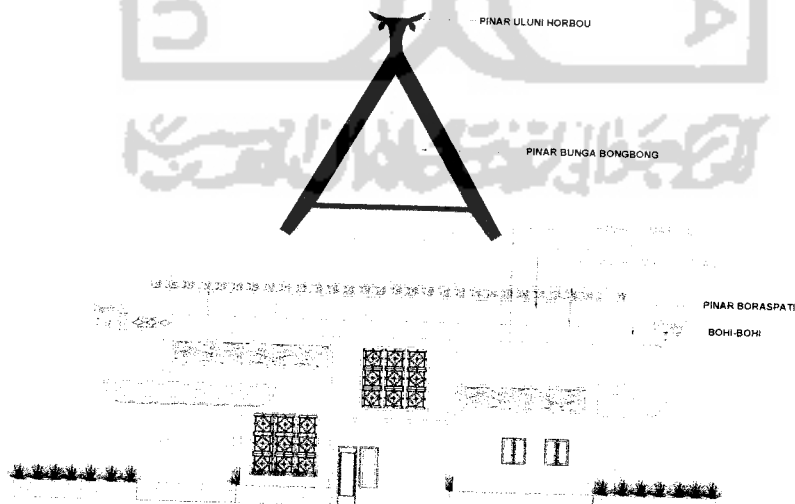 PINAR ULUNI HORBOU
PINAR BUNGA BONGBONG
PINAR BORASPATI
BOHI-BOHI